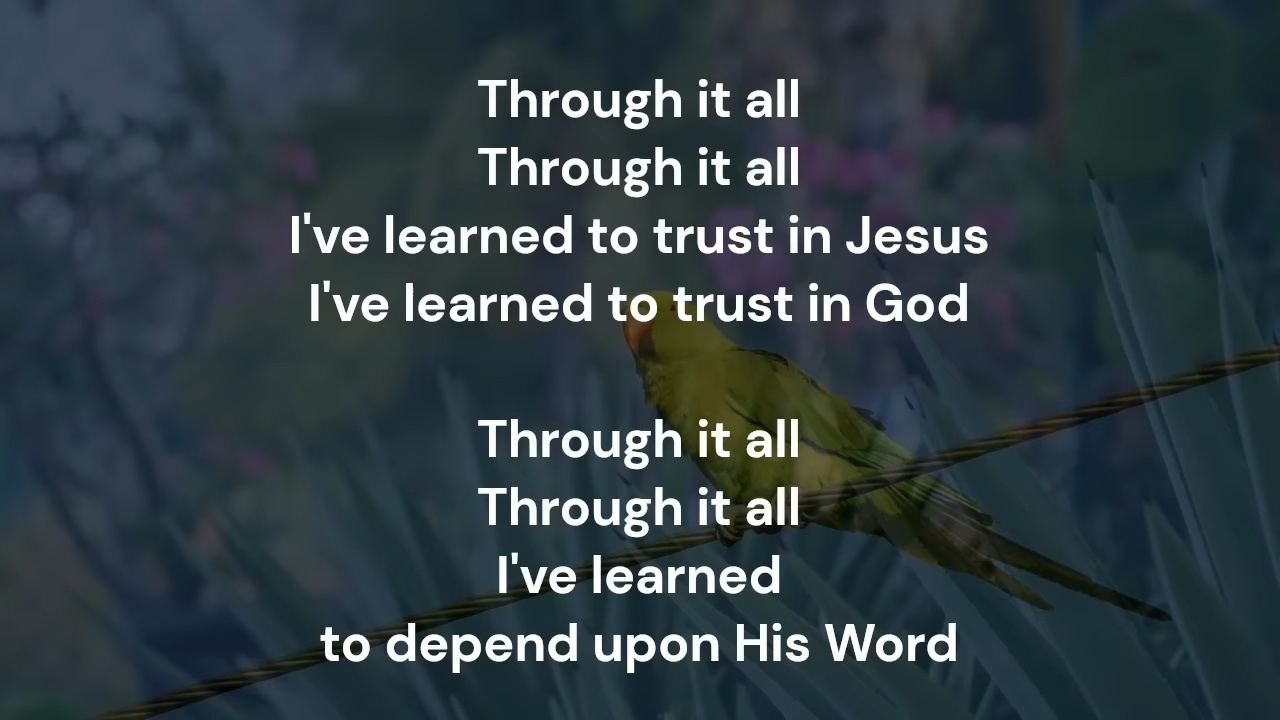 Through it all
Through it all
I've learned to trust in Jesus
I've learned to trust in God
Through it all
Through it all
I've learned
to depend upon His Word